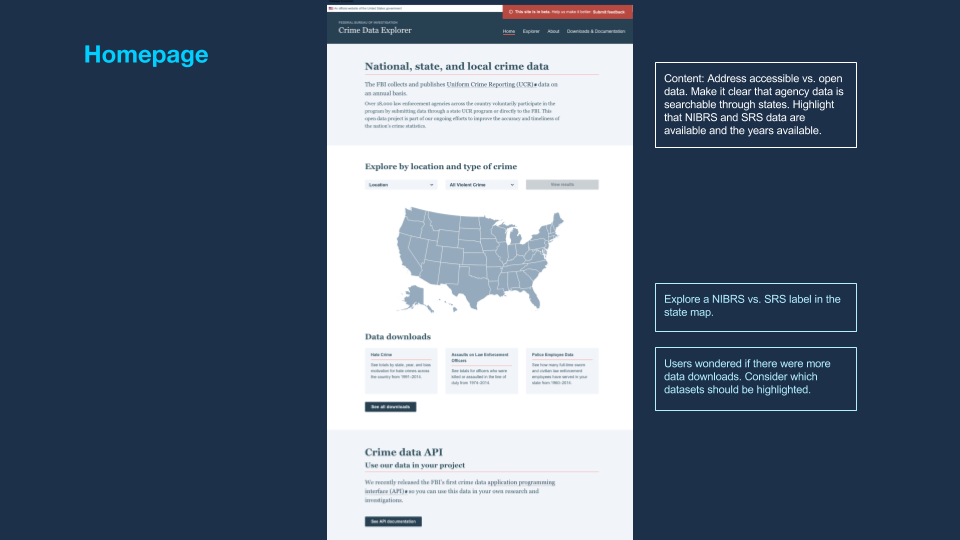 Homepage
An official website of the United States government
This site is in beta. Help us make it better. Submit feedback
FEDERAL BUREAU OF INVESTIGATION
Crime Data Explorer
Home Explorer About Downloads & Documentation
National, state, and local crime data
The FBI collects and publishes Uniform Crime Reporting (UCR) data on
an annual basis.
Over 18,000 law enforcement agencies across the country voluntarily participate in the
program by submitting data through a state UCR program or directly to the FBI. This
open data project is part of our ongoing efforts to improve the accuracy and timeliness of
the nation's crime statistics.
Explore by location and type of crime
Location All Violent Crime View results
Data downloads
Hate Crime
See totals by state, year, and bias
motivation for hate crimes across
the country from 1991-2014.
Assaults on Law Enforcement
Officers
See totals for officers who were
killed or assaulted in the line of
duty from 1974-2014.
Police Employee Data
See how many full-time sworn
and civilian law enforcement
employees have served in your
state from 1960-2014.
See all downloads
Crime data API
Use our data in your project
We recently released the FBI's first crime data application programming
interface (API) so you can use this data in your own research and
investigations.
See API documentation
Content: Address accessible vs. open
data. Make it clear that agency data is
searchable through states. Highlight
that NIBRS and SRS data are
available and the years available.
Explore a NIBRS vs. SRS label in the
state map.
Users wondered if there were more
data downloads. Consider which
datasets should be highlighted.